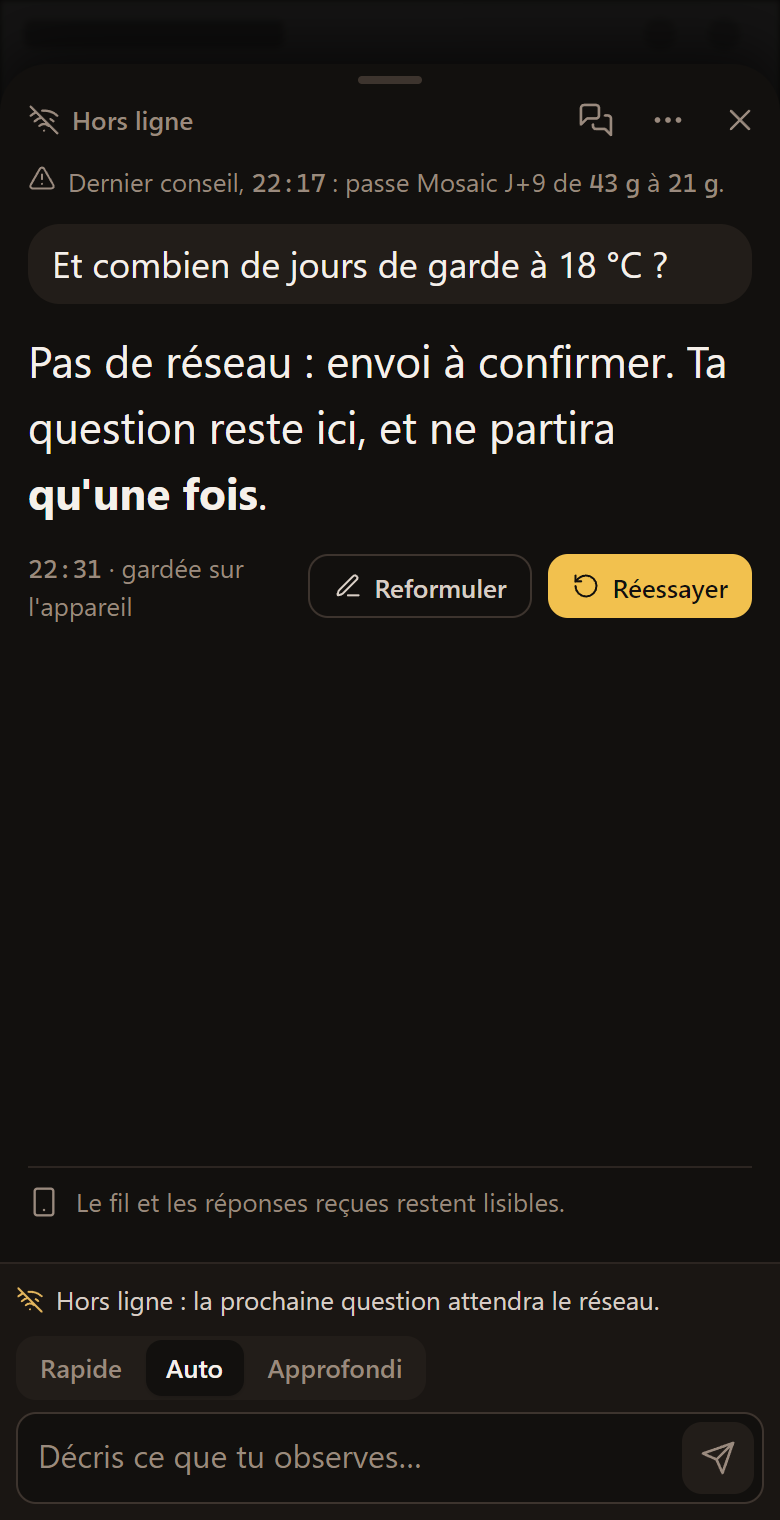 Hors ligne
Dernier conseil, 22:17 : passe Mosaic J+9 de 43 g à 21 g.
Et combien de jours de garde à 18 °C ?
Pas de réseau : envoi à confirmer. Ta
question reste ici, et ne partira
qu'une fois.
22:31 · gardée sur
l'appareil
Reformuler
Réessayer
Le fil et les réponses reçues restent lisibles.
Hors ligne : la prochaine question attendra le réseau.
Rapide
Auto
Approfondi
Décris ce que tu observes...